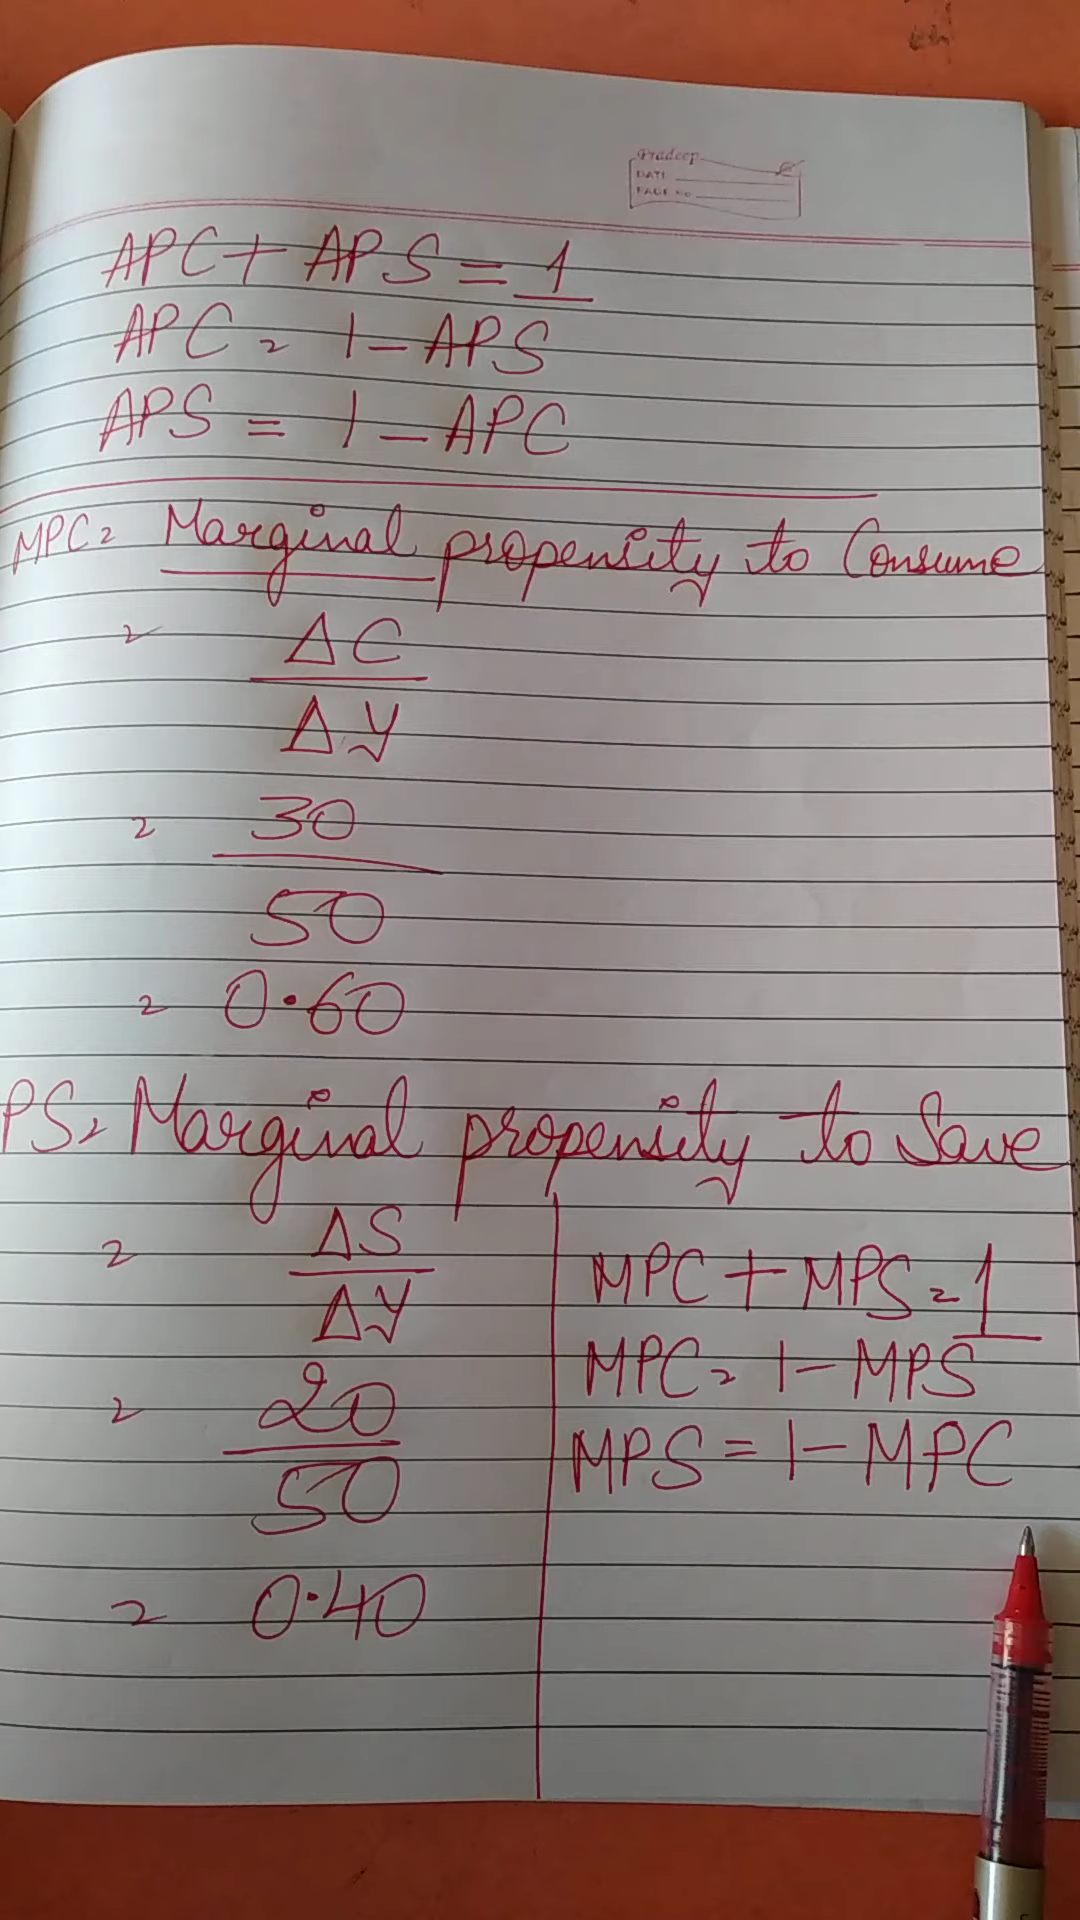 Pradeep
DATE
PAGE No
APC + APS = 1
APC = 1 - APS
APS = 1 - APC
MPC = Marginal propensity to Consume
= ΔC
ΔY
= 30
50
= 0.60
PS = Marginal propensity to Save
= ΔS
ΔY
= 20
50
= 0.40
MPC + MPS = 1
MPC = 1 - MPS
MPS = 1 - MPC